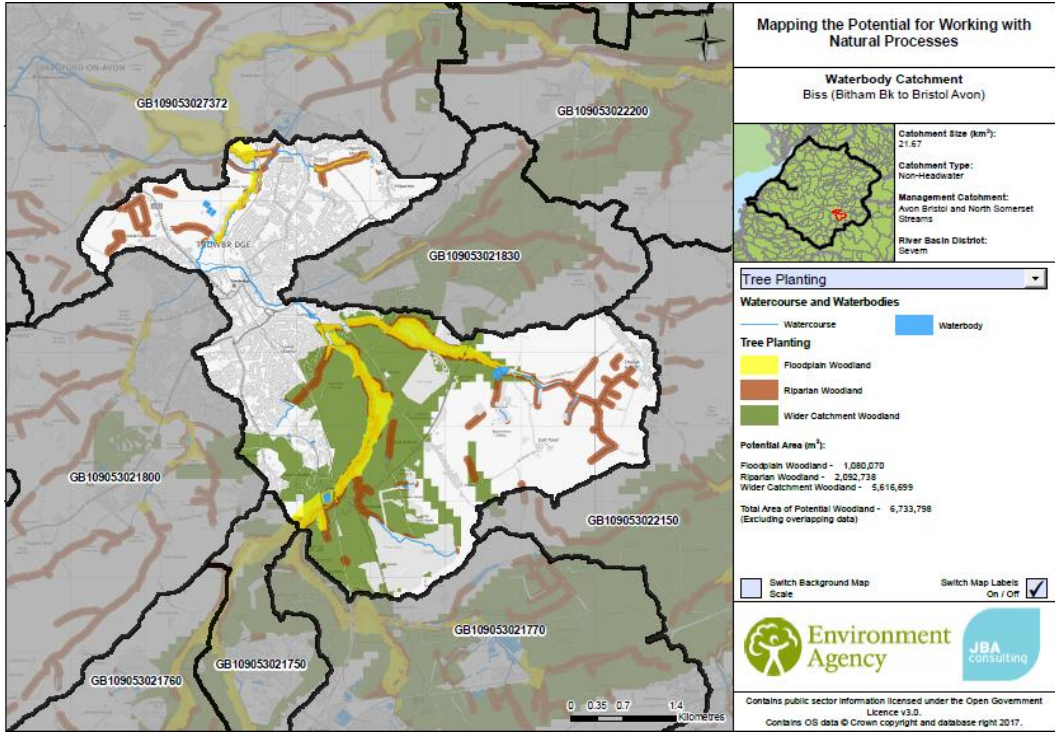 Mapping the Potential for Working with
Natural Processes
Waterbody Catchment
Biss (Bitham Bk to Bristol Avon)
Catchment Size (km²):
21.67
Catchment Type:
Non-Headwater
Management Catchment:
Avon Bristol and North Somerset
Streams
River Basin District:
Severn
Tree Planting
Watercourse and Waterbodies
Watercourse
Waterbody
Tree Planting
Floodplain Woodland
Riparian Woodland
Wider Catchment Woodland
Potential Area (m²):
Floodplain Woodland - 1,080,070
Riparian Woodland - 2,092,738
Wider Catchment Woodland - 5,616,699
Total Area of Potential Woodland - 6,733,798
(Excluding overlapping data)
Switch Background Map
Scale
Switch Map Labels
On / Off
Environment
Agency
JBA
consulting
Contains public sector information licensed under the Open Government
Licence v3.0.
Contains OS data © Crown copyright and database right 2017.
GB109053027372
GB109053022200
GB109053021830
GB109053021800
GB109053022150
GB109053021770
GB109053021750
GB109053021760
0 0.35 0.7 1.4
Kilometres